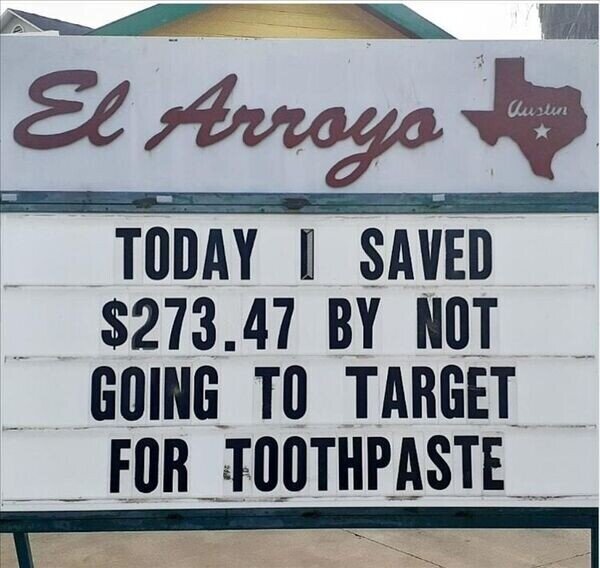 El Arroyo
Austin
TODAY I SAVED
$273.47 BY NOT
GOING TO TARGET
FOR TOOTHPASTE